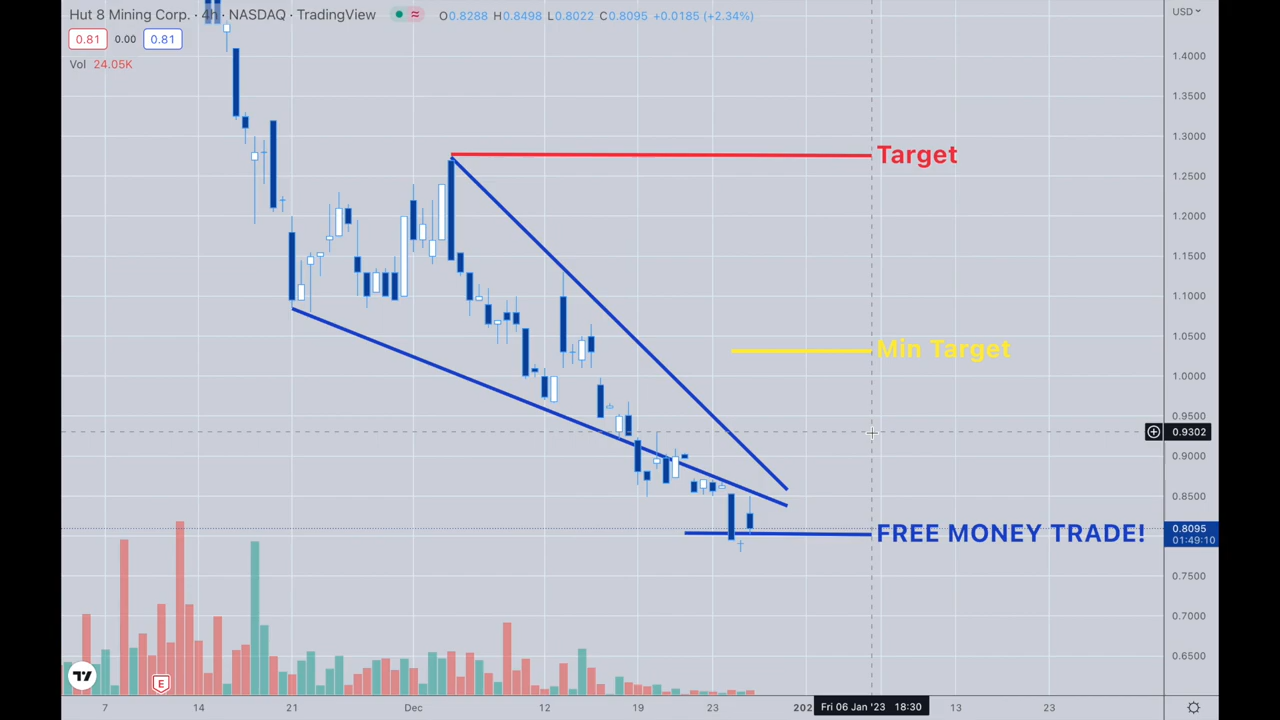 Hut 8 Mining Corp. · 4h · NASDAQ · TradingView O0.8288 H0.8498 L0.8022 C0.8095 +0.0185 (+2.34%)
USD
0.81 0.00 0.81
Vol 24.05K
1.4000
1.3500
1.3000
Target
1.2500
1.2000
1.1500
1.1000
1.0500
Min Target
1.0000
0.9500
0.9302
0.9000
0.8500
FREE MONEY TRADE!
0.8095
01:49:10
0.7500
0.7000
0.6500
E
7 14 21 Dec 12 19 23 202 Fri 06 Jan '23 18:30 13 23